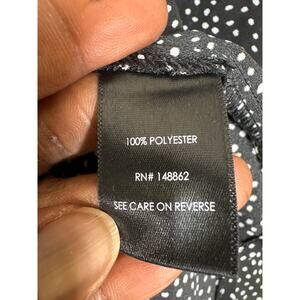 100% POLYESTER
RN# 148862
SEE CARE ON REVERSE